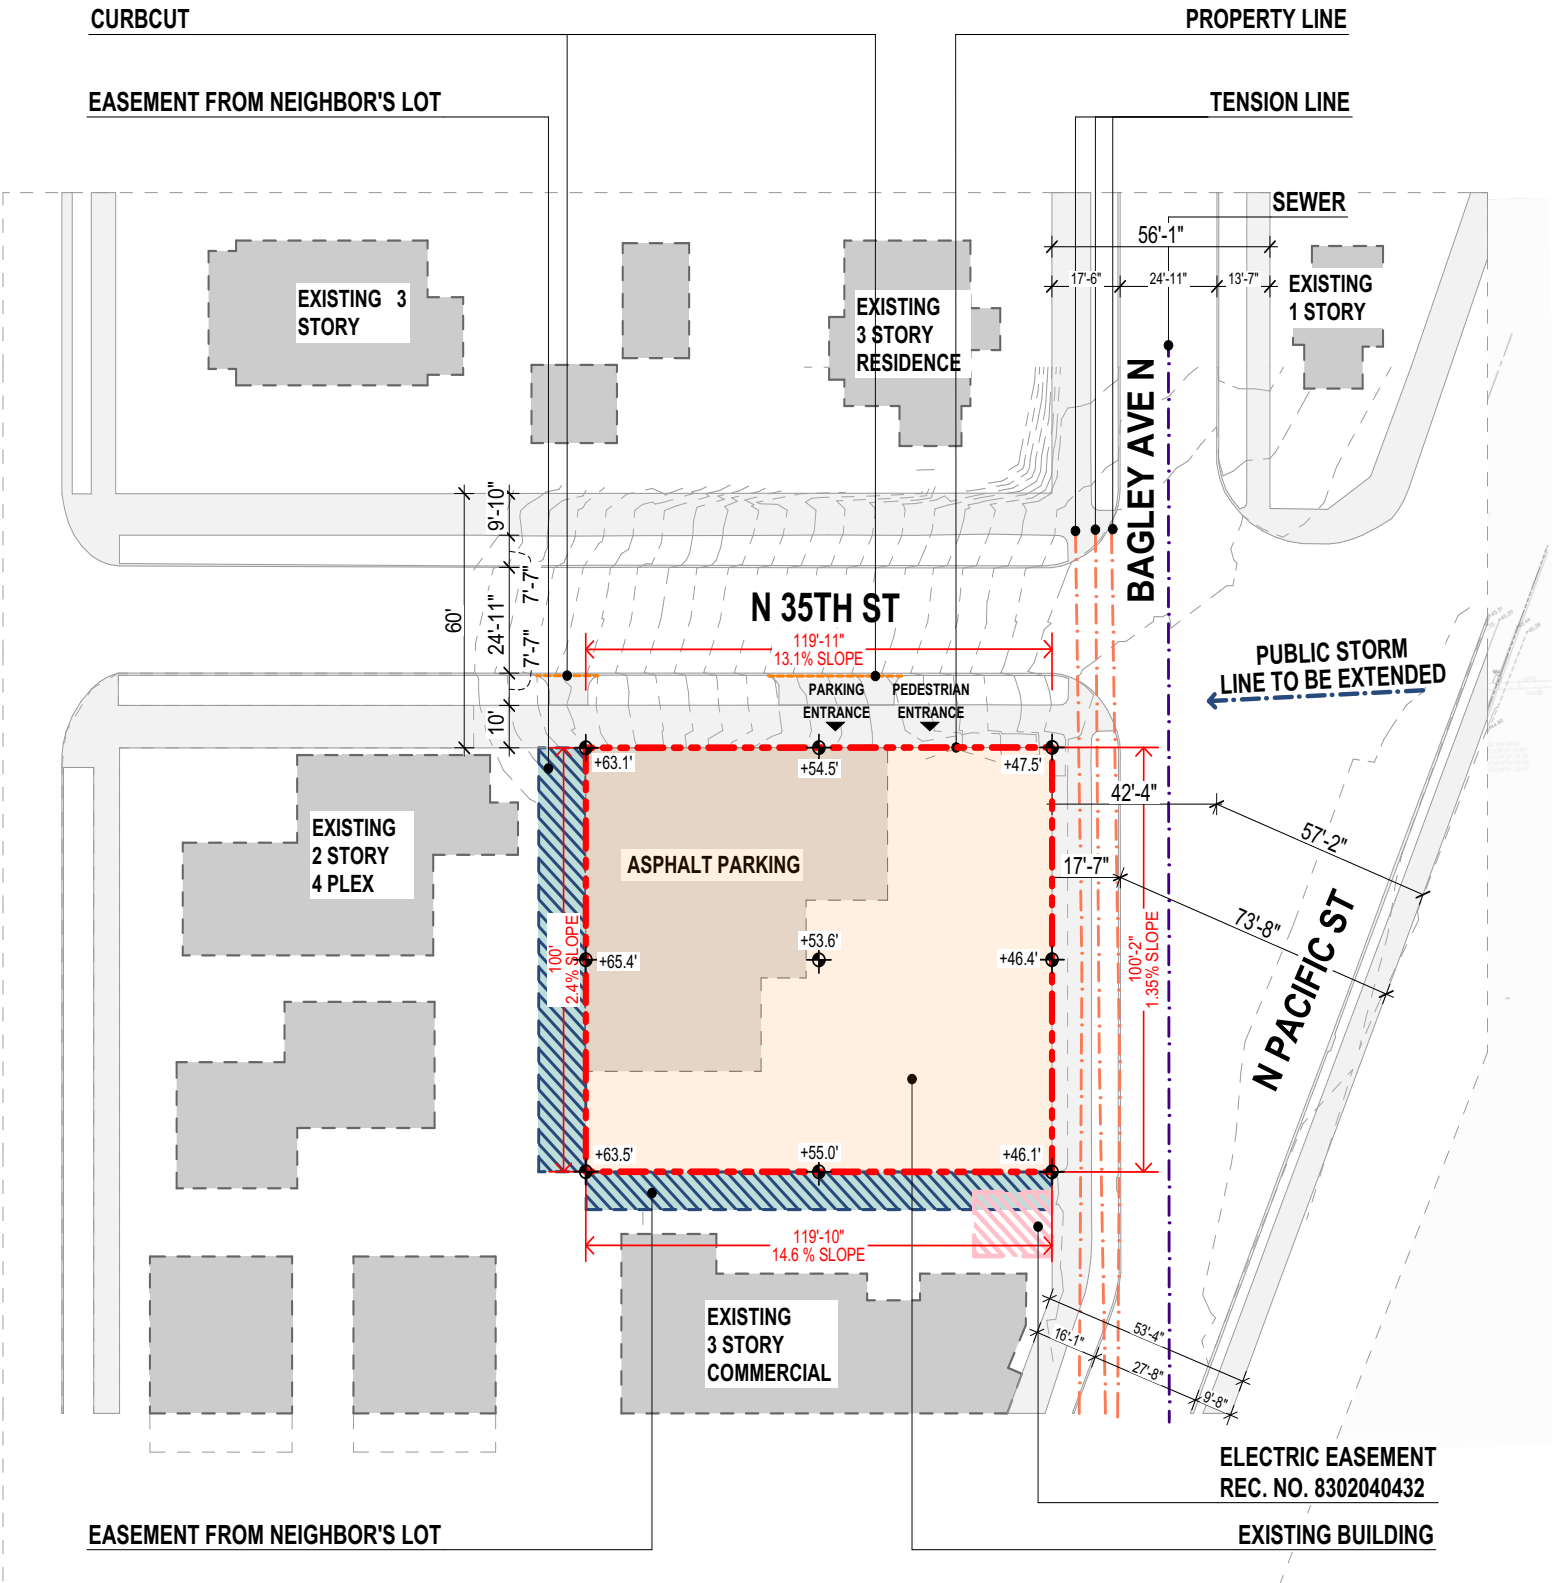 CURBCUT
PROPERTY LINE
EASEMENT FROM NEIGHBOR'S LOT
TENSION LINE
SEWER
56'-1"
17'-6"
24'-11"
13'-7"
EXISTING 3
STORY
EXISTING
3 STORY
RESIDENCE
EXISTING
1 STORY
BAGLEY AVE N
60'
9'-10"
7'-7"
24'-11"
7'-7"
10'
N 35TH ST
119'-11"
13.1% SLOPE
PARKING
ENTRANCE
PEDESTRIAN
ENTRANCE
PUBLIC STORM
LINE TO BE EXTENDED
+63.1'
+54.5'
+47.5'
42'-4"
57'-2"
EXISTING
2 STORY
4 PLEX
ASPHALT PARKING
17'-7"
73'-8"
100'
2.4% SLOPE
+65.4'
+53.6'
+46.4'
100'-2"
1.35% SLOPE
N PACIFIC ST
+63.5'
+55.0'
+46.1'
119'-10"
14.6 % SLOPE
EXISTING
3 STORY
COMMERCIAL
53'-4"
16'-1"
27'-8"
9'-8"
ELECTRIC EASEMENT
REC. NO. 8302040432
EASEMENT FROM NEIGHBOR'S LOT
EXISTING BUILDING